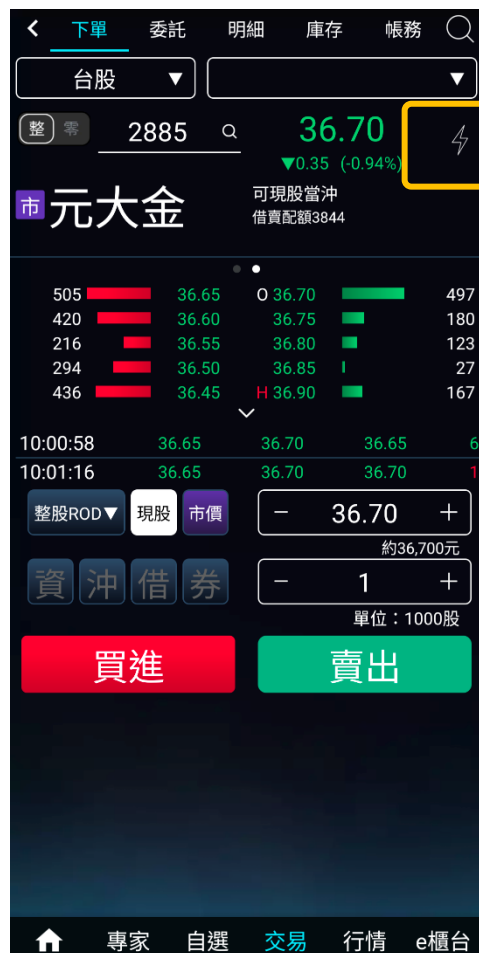 下單 委託 明細 庫存 帳務
台股 ▼ ▼
整 零 2885 36.70
▼0.35 (-0.94%)
市 元大金 可現股當沖
借賣配額3844
505 36.65 O 36.70 497
420 36.60 36.75 180
216 36.55 36.80 123
294 36.50 36.85 27
436 36.45 H 36.90 167
10:00:58 36.65 36.70 36.65 6
10:01:16 36.65 36.70 36.70 1
整股ROD▼ 現股 市價 − 36.70 +
約36,700元
資 沖 借 券 − 1 +
單位：1000股
買進 賣出
專家 自選 交易 行情 e櫃台